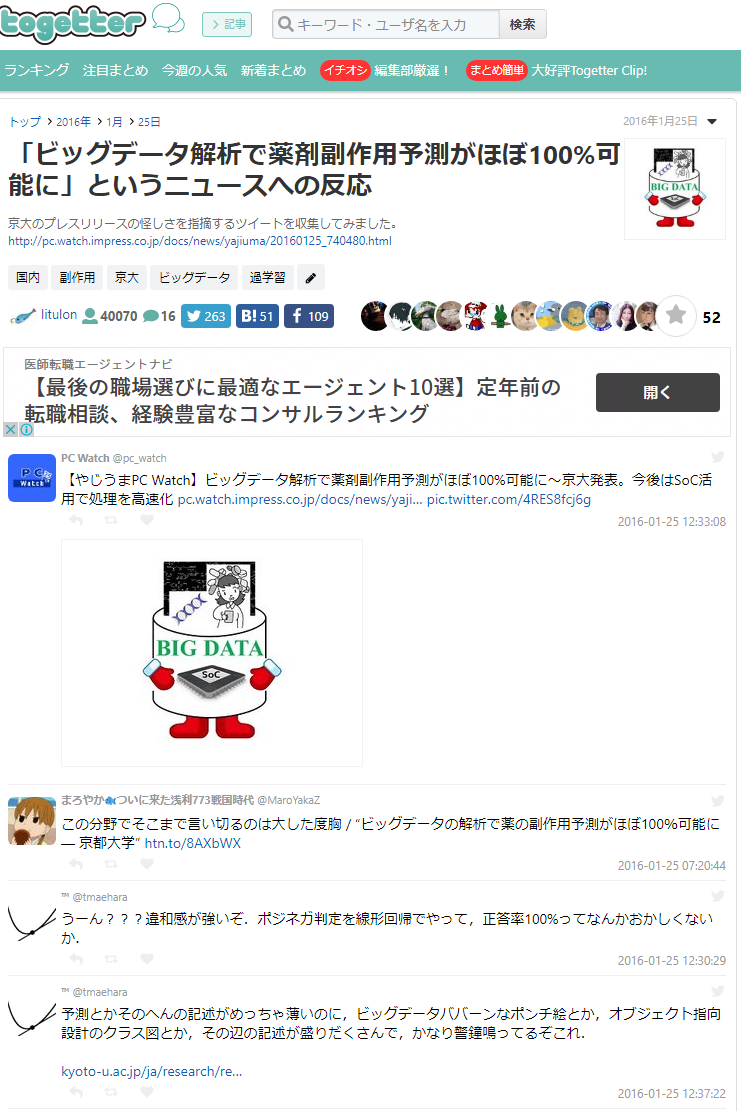 togetter
記事
キーワード・ユーザ名を入力
検索
ランキング 注目まとめ 今週の人気 新着まとめ イチオシ 編集部厳選！ まとめ簡単 大好評Togetter Clip!
トップ 2016年 1月 25日
2016年1月25日
「ビッグデータ解析で薬剤副作用予測がほぼ100%可
能に」というニュースへの反応
BIG DATA
京大のプレスリリースの怪しさを指摘するツイートを収集してみました。
http://pc.watch.impress.co.jp/docs/news/yajiuma/20160125_740480.html
国内 副作用 京大 ビッグデータ 過学習
litulon 40070 16 263 B! 51 109
52
医師転職エージェントナビ
【最後の職場選びに最適なエージェント10選】定年前の
転職相談、経験豊富なコンサルランキング
開く
PC Watch
PC Watch @pc_watch
【やじうまPC Watch】ビッグデータ解析で薬剤副作用予測がほぼ100%可能に～京大発表。今後はSoC活
用で処理を高速化 pc.watch.impress.co.jp/docs/news/yaji… pic.twitter.com/4RES8fcj6g
2016-01-25 12:33:08
BIG DATA
SoC
まろやか🐟ついに来た浅利773戦国時代 @MaroYakaZ
この分野でそこまで言い切るのは大した度胸 / “ビッグデータの解析で薬の副作用予測がほぼ100％可能に
— 京都大学” htn.to/8AXbWX
2016-01-25 07:20:44
™ @tmaehara
うーん？？？違和感が強いぞ．ポジネガ判定を線形回帰でやって，正答率100%ってなんかおかしくない
か．
2016-01-25 12:30:29
™ @tmaehara
予測とかそのへんの記述がめっちゃ薄いのに，ビッグデータババーンなポンチ絵とか，オブジェクト指向
設計のクラス図とか，その辺の記述が盛りだくさんで，かなり警鐘鳴ってるぞこれ．
kyoto-u.ac.jp/ja/research/re…
2016-01-25 12:37:22